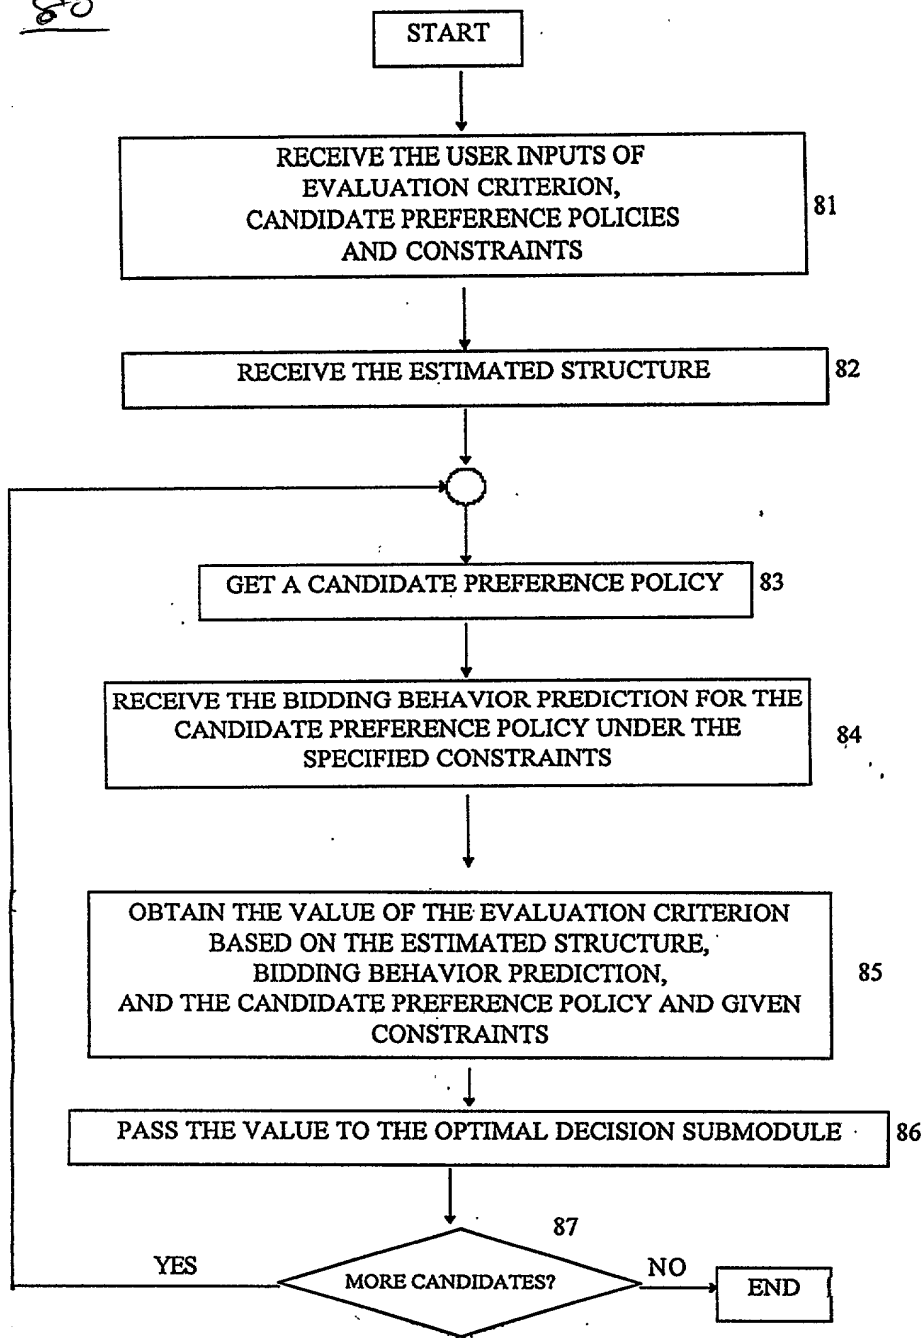 80
START
RECEIVE THE USER INPUTS OF
EVALUATION CRITERION,
CANDIDATE PREFERENCE POLICIES
AND CONSTRAINTS
81
RECEIVE THE ESTIMATED STRUCTURE
82
GET A CANDIDATE PREFERENCE POLICY
83
RECEIVE THE BIDDING BEHAVIOR PREDICTION FOR THE
CANDIDATE PREFERENCE POLICY UNDER THE
SPECIFIED CONSTRAINTS
84
OBTAIN THE VALUE OF THE EVALUATION CRITERION
BASED ON THE ESTIMATED STRUCTURE,
BIDDING BEHAVIOR PREDICTION,
AND THE CANDIDATE PREFERENCE POLICY AND GIVEN
CONSTRAINTS
85
PASS THE VALUE TO THE OPTIMAL DECISION SUBMODULE
86
87
YES
MORE CANDIDATES?
NO
END